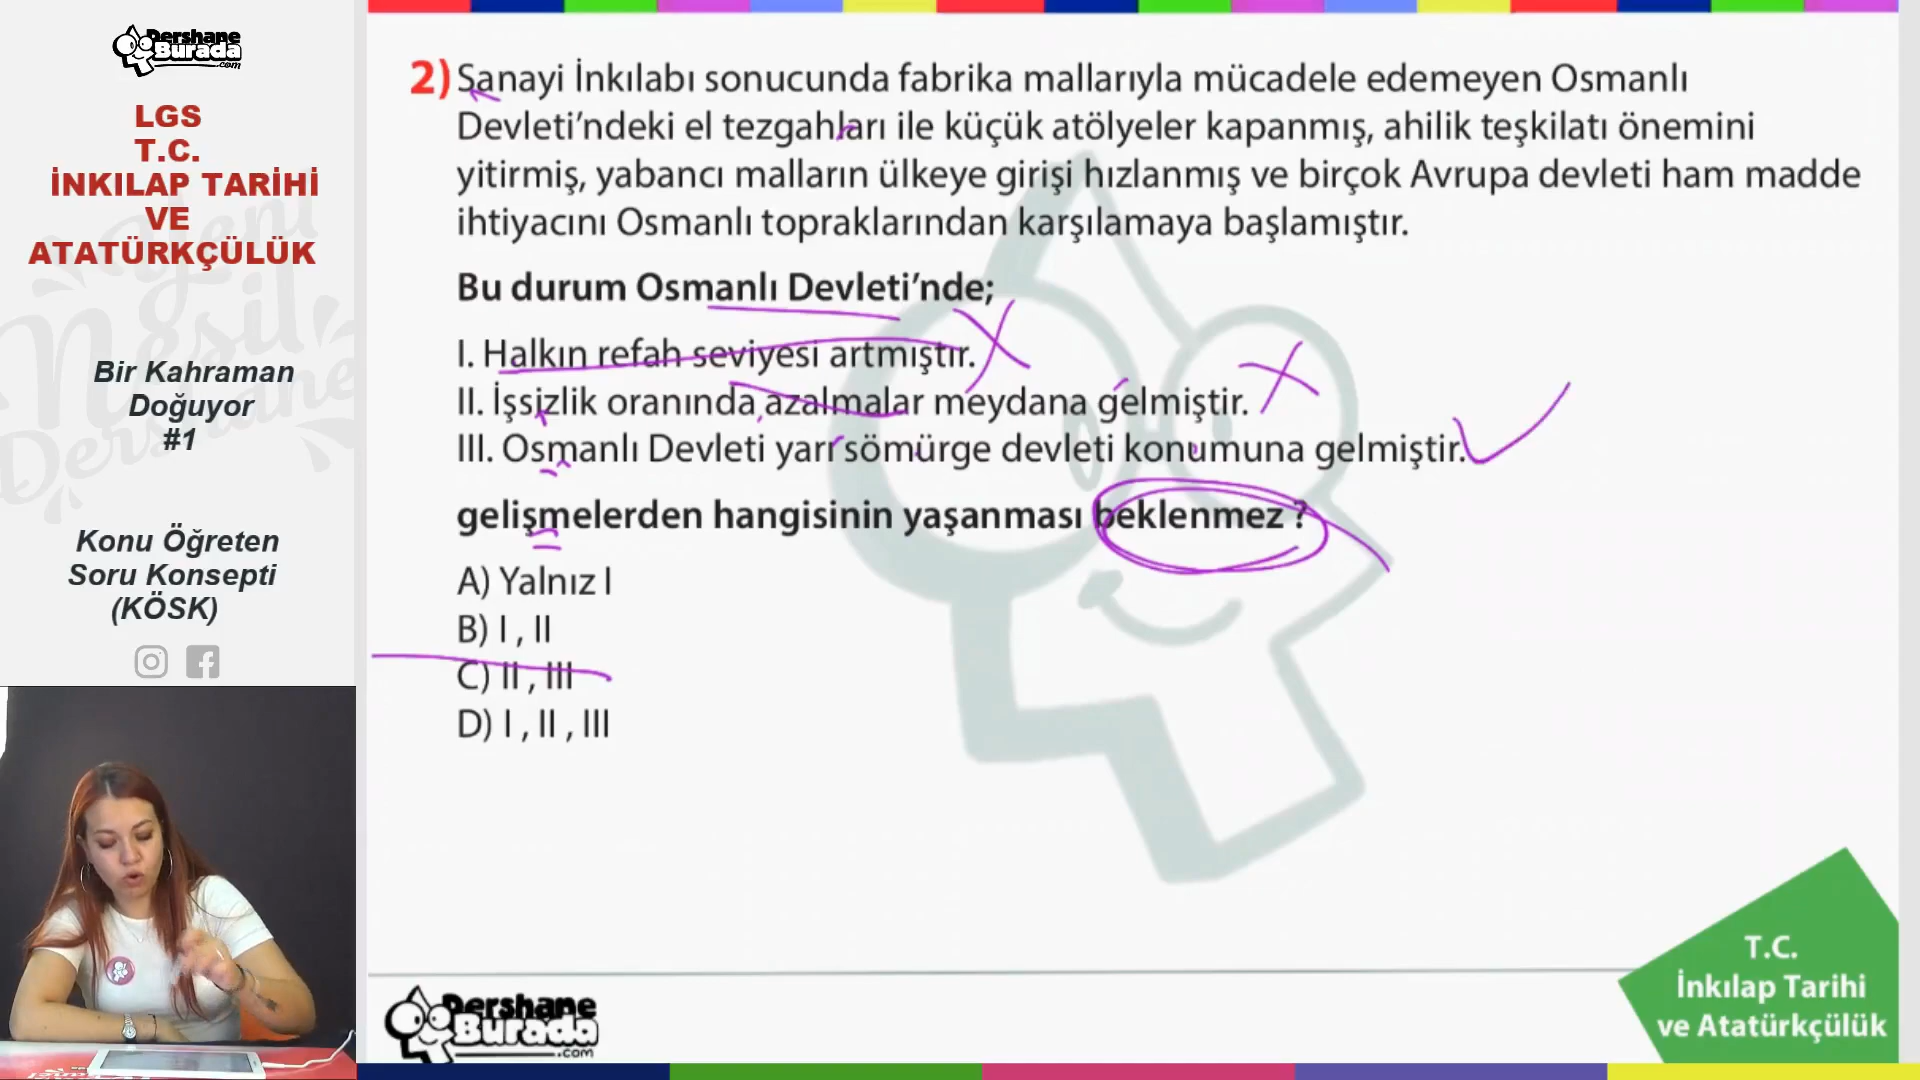 Dershane
Burada
.com
LGS
T.C.
İNKILAP TARİHİ
VE
ATATÜRKÇÜLÜK
Yeni
Nesil
Dershane
Bir Kahraman
Doğuyor
#1
Konu Öğreten
Soru Konsepti
(KÖSK)
2) Sanayi İnkılabı sonucunda fabrika mallarıyla mücadele edemeyen Osmanlı
Devleti’ndeki el tezgahları ile küçük atölyeler kapanmış, ahilik teşkilatı önemini
yitirmiş, yabancı malların ülkeye girişi hızlanmış ve birçok Avrupa devleti ham madde
ihtiyacını Osmanlı topraklarından karşılamaya başlamıştır.
Bu durum Osmanlı Devleti’nde;
I. Halkın refah seviyesi artmıştır.
II. İşsizlik oranında azalmalar meydana gelmiştir.
III. Osmanlı Devleti yarı sömürge devleti konumuna gelmiştir.
gelişmelerden hangisinin yaşanması beklenmez ?
A) Yalnız I
B) I , II
C) II , III
D) I , II , III
Dershane
Burada
.com
T.C.
İnkılap Tarihi
ve Atatürkçülük